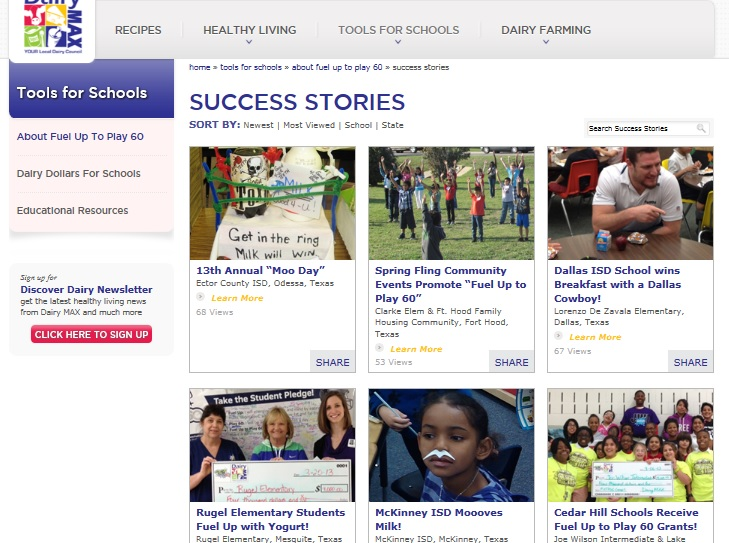 Dairy
MAX
YOUR Local Dairy Council
RECIPES
HEALTHY LIVING
TOOLS FOR SCHOOLS
DAIRY FARMING
Tools for Schools
About Fuel Up To Play 60
Dairy Dollars For Schools
Educational Resources
Sign up for
Discover Dairy Newsletter
get the latest healthy living news
from Dairy MAX and much more
CLICK HERE TO SIGN UP
home » tools for schools » about fuel up to play 60 » success stories
SUCCESS STORIES
SORT BY: Newest | Most Viewed | School | State
Search Success Stories
Get in the ring
Milk will win
13th Annual “Moo Day”
Ector County ISD, Odessa, Texas
Learn More
68 Views
SHARE
Spring Fling Community
Events Promote “Fuel Up to
Play 60”
Clarke Elem & Ft. Hood Family
Housing Community, Fort Hood,
Texas
Learn More
53 Views
SHARE
Dallas ISD School wins
Breakfast with a Dallas
Cowboy!
Lorenzo De Zavala Elementary,
Dallas, Texas
Learn More
67 Views
SHARE
Take the Student Pledge!
Dairy
3-20-13
Rugel Elementary
Rugel Elementary Students
Fuel Up with Yogurt!
Rugel Elementary, Mesquite, Texas
McKinney ISD Moooves
Milk!
McKinney ISD, McKinney, Texas
Cedar Hill Schools Receive
Fuel Up to Play 60 Grants!
Joe Wilson Intermediate & Lake